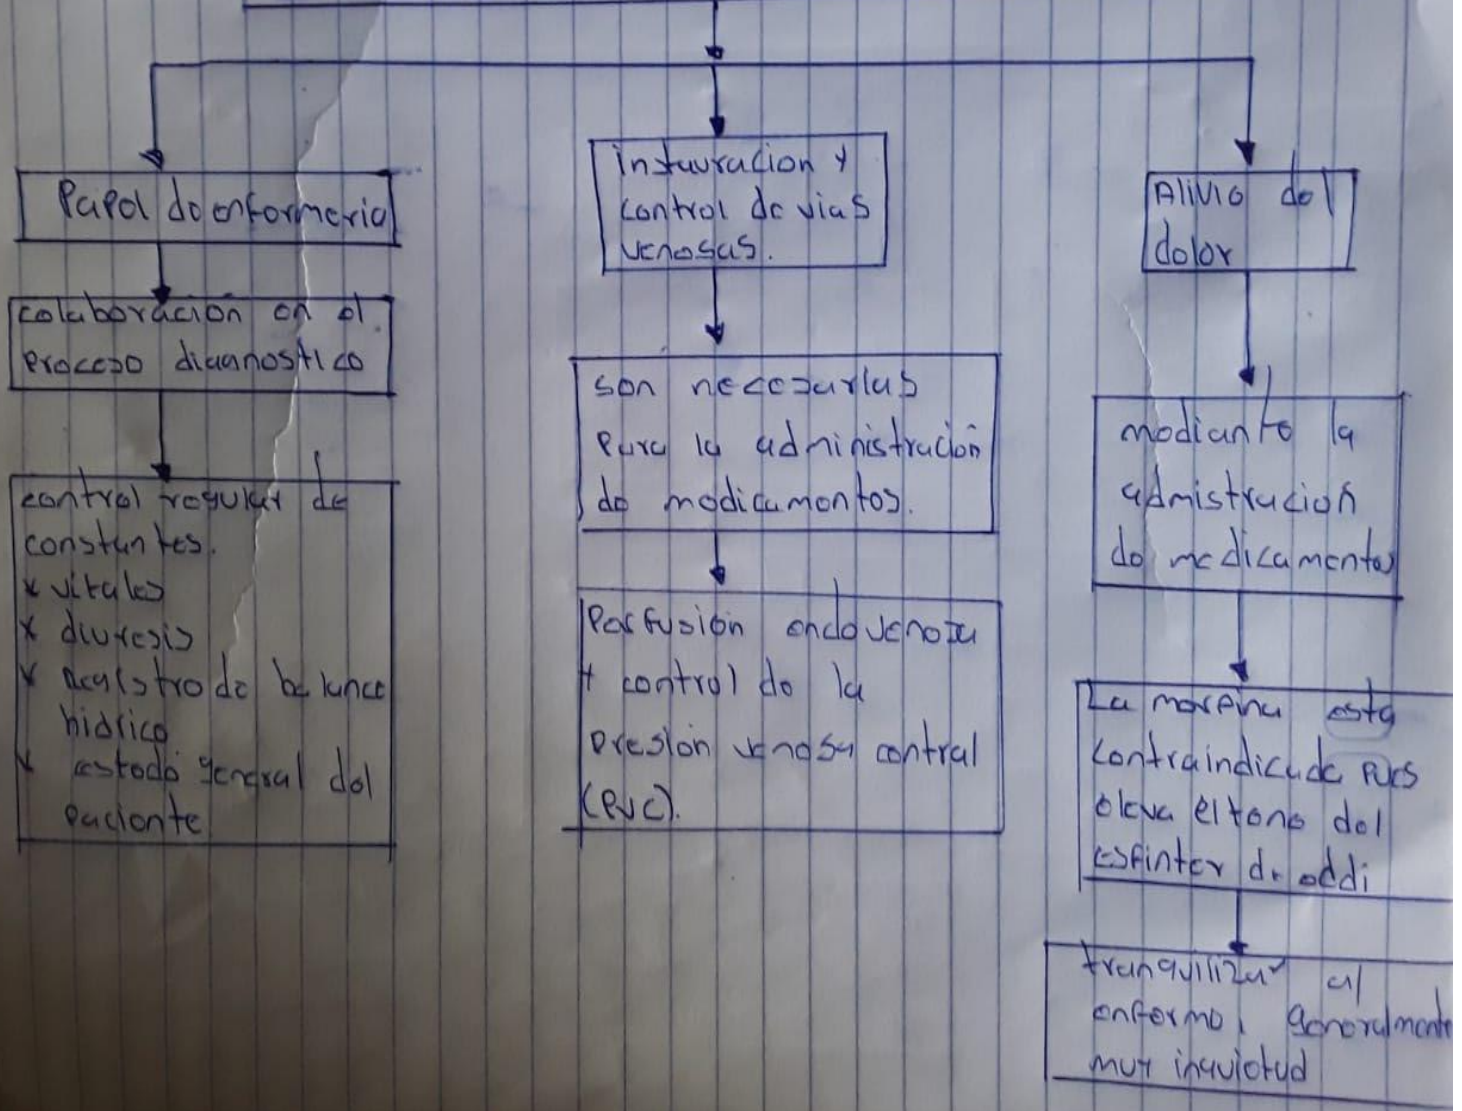 Papel de enfermeria
colaboración en el
proceso diagnostico
control regular de
constantes.
* vitales
* diuresis
* Registro de balance
hidrico
* estado general del
paciente
instauracion y
control de vias
venosas.
son necesarias
para la administración
de medicamentos.
Perfusión endovenosa
+ control de la
presión venosa central
(PVC).
Alivio del
dolor
mediante la
admistración
de medicamentos
La morfina esta
contraindicada pues
eleva el tono del
esfinter de oddi
tranquilizar al
enfermo, generalmente
muy inquietud